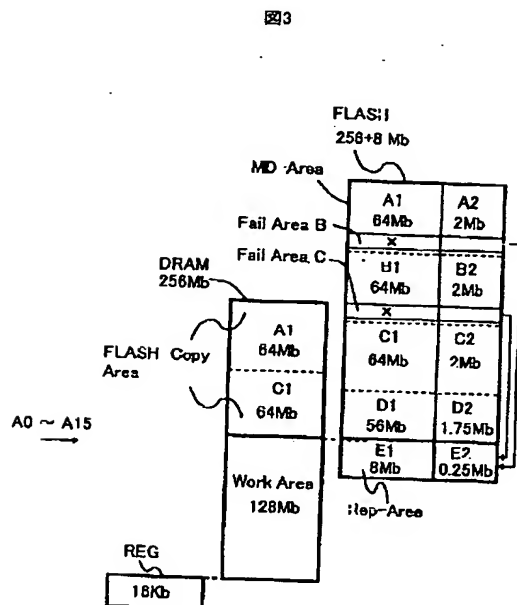 図3
FLASH
256+8 Mb
MD-Area
A1
64Mb
A2
2Mb
Fail Area B
×
Fail Area C
B1
64Mb
B2
2Mb
×
DRAM
256Mb
A1
64Mb
C1
64Mb
C2
2Mb
FLASH Copy
Area
C1
64Mb
D1
56Mb
D2
1.75Mb
A0 ~ A15
E1
8Mb
E2
0.25Mb
Work Area
128Mb
Rep-Area
REG
16Kb